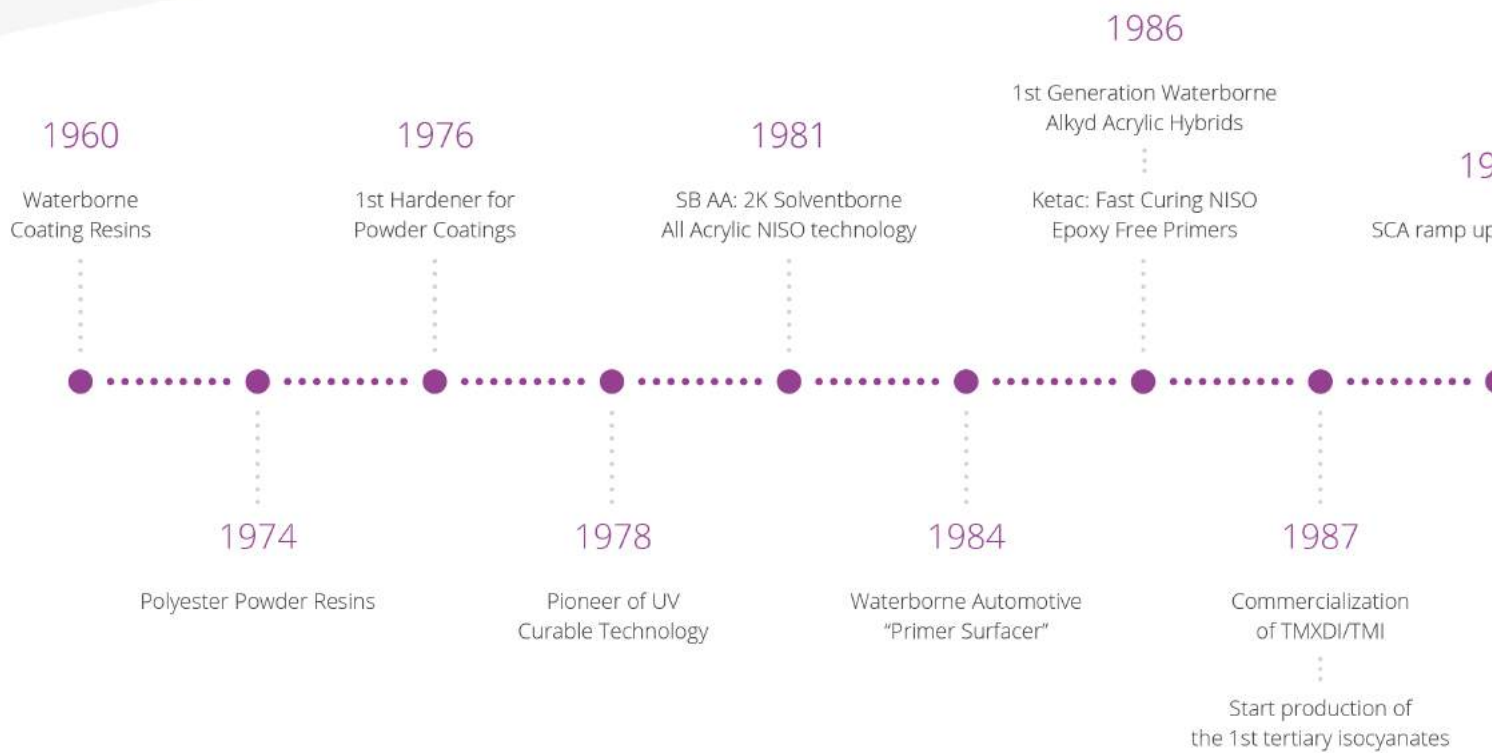 1960
Waterborne
Coating Resins
1974
Polyester Powder Resins
1976
1st Hardener for
Powder Coatings
1978
Pioneer of UV
Curable Technology
1981
SB AA: 2K Solventborne
All Acrylic NISO technology
1984
Waterborne Automotive
“Primer Surfacer”
1986
1st Generation Waterborne
Alkyd Acrylic Hybrids
Ketac: Fast Curing NISO
Epoxy Free Primers
1987
Commercialization
of TMXDI/TMI
Start production of
the 1st tertiary isocyanates
SCA ramp up